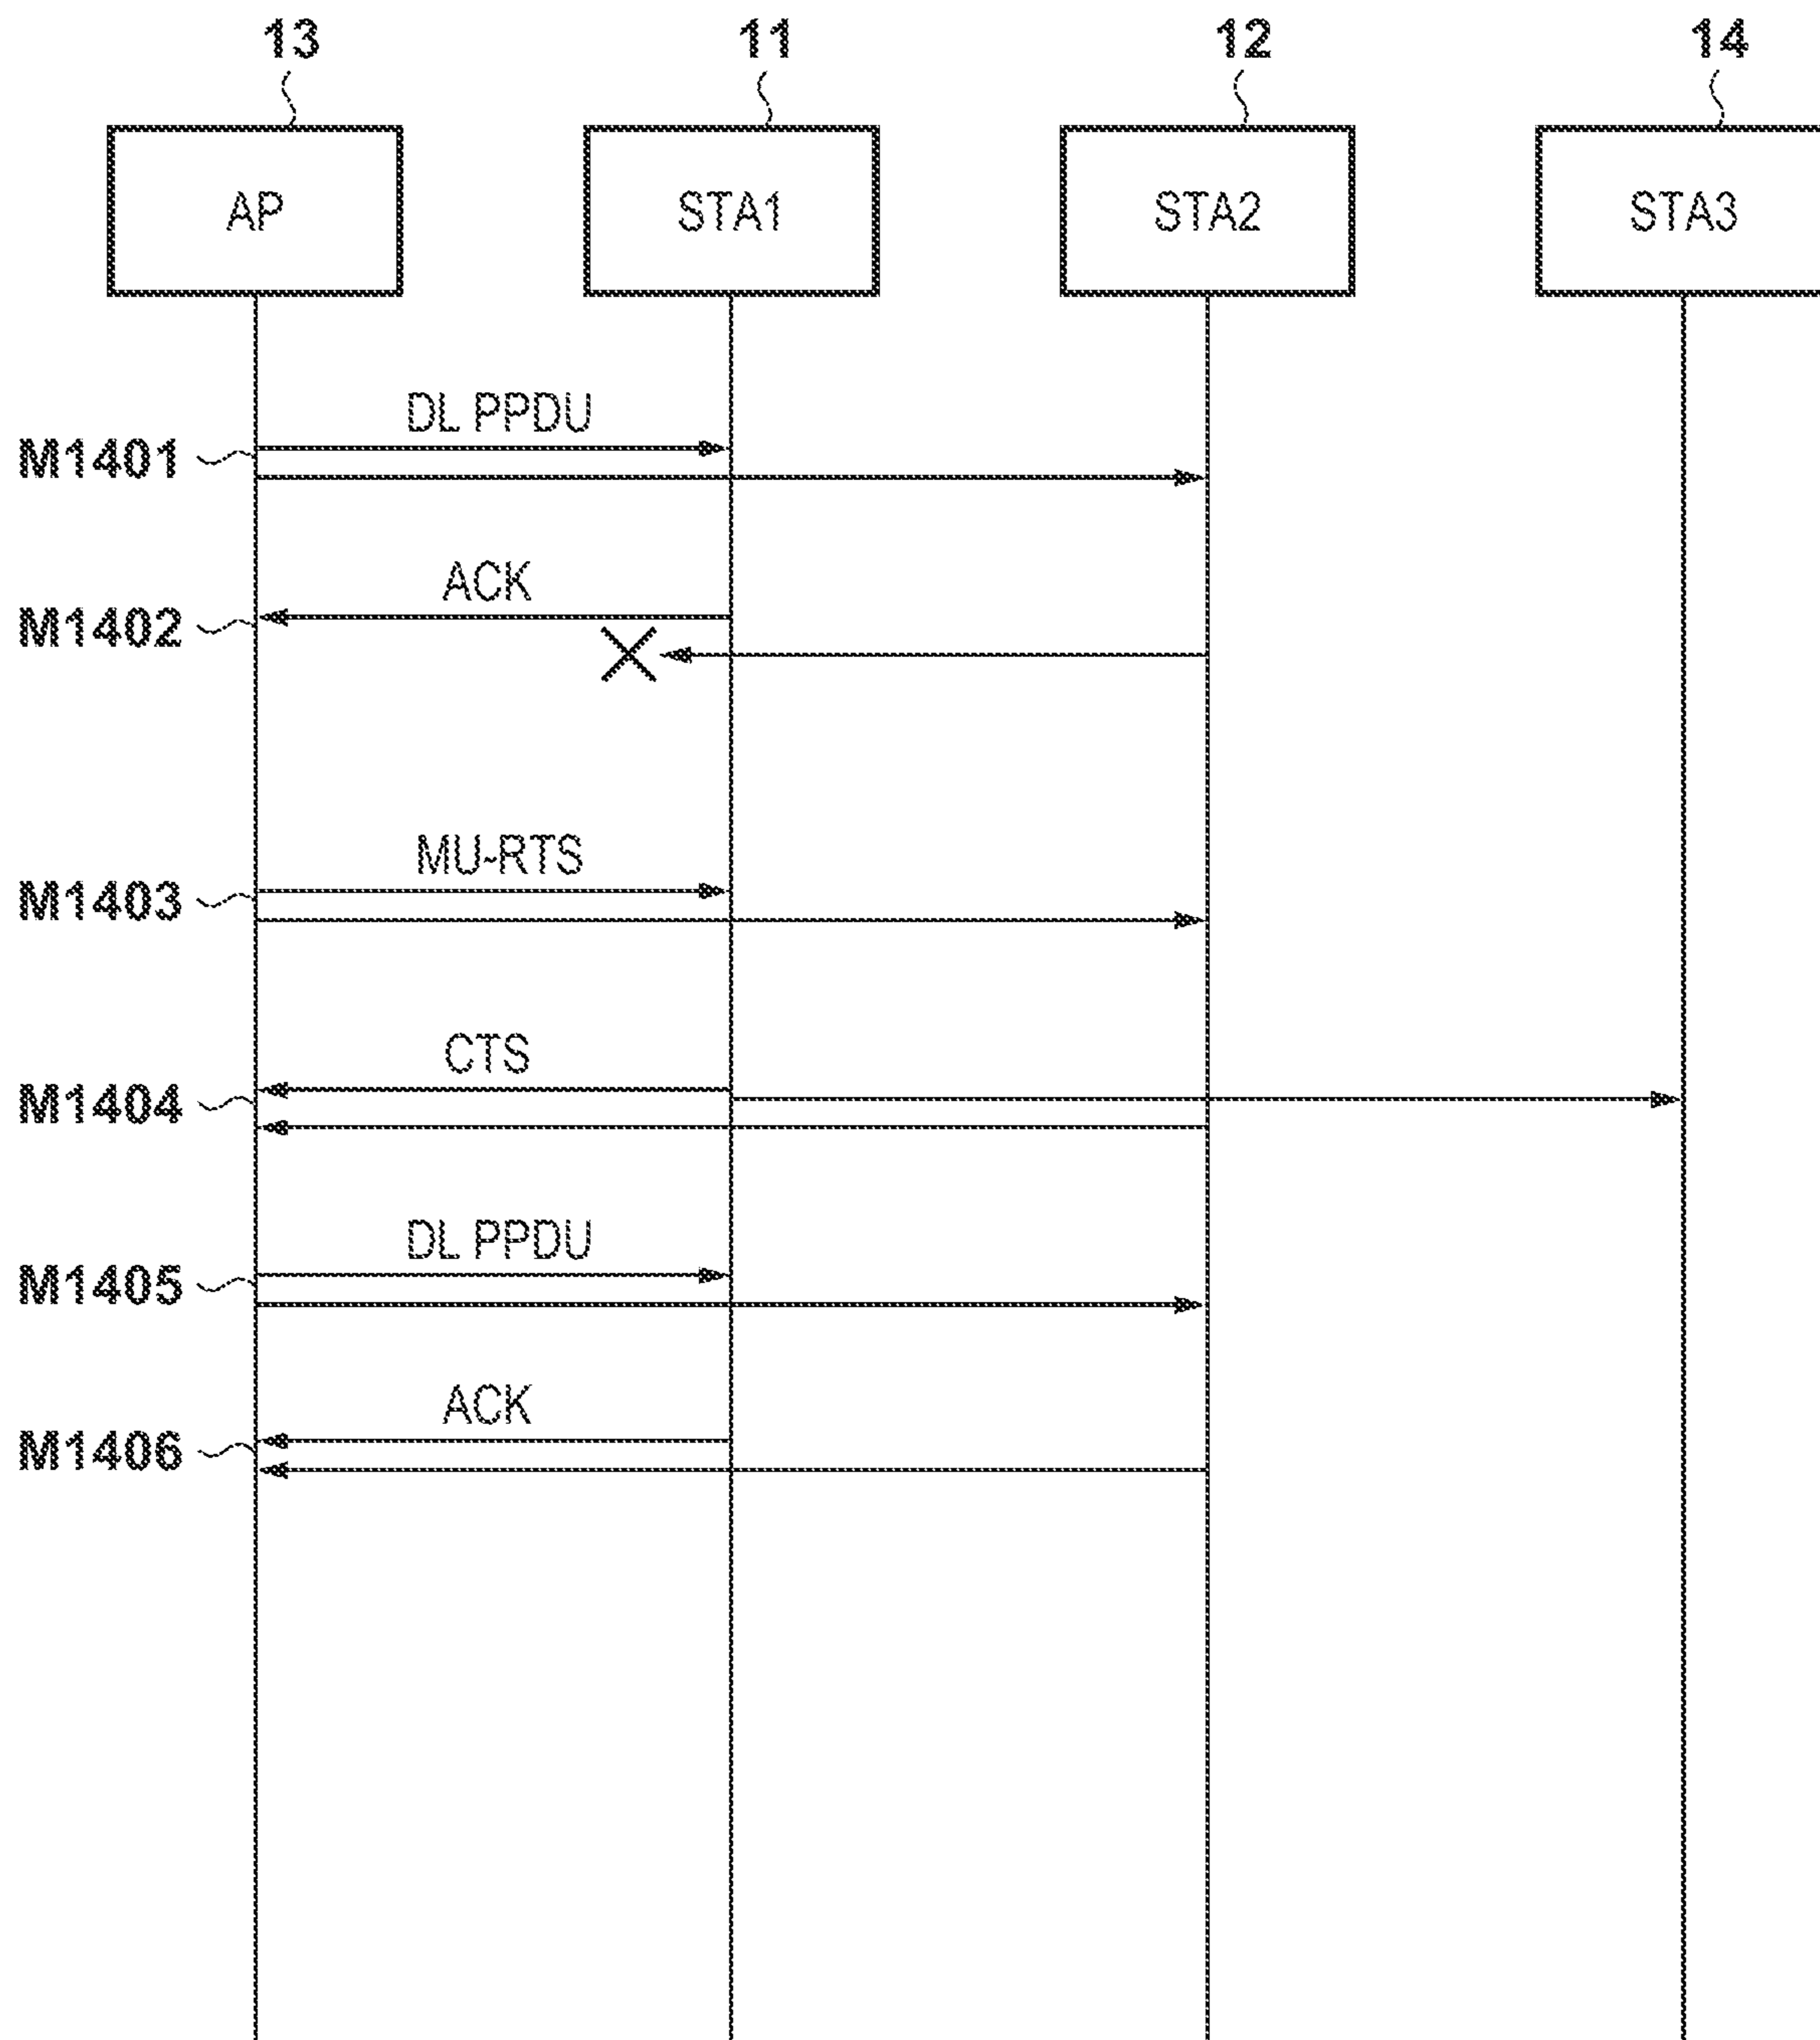 13 11 12 14
AP STA1 STA2 STA3
DL PPDU
M1401
ACK
M1402
MU-RTS
M1403
CTS
M1404
DL PPDU
M1405
ACK
M1406